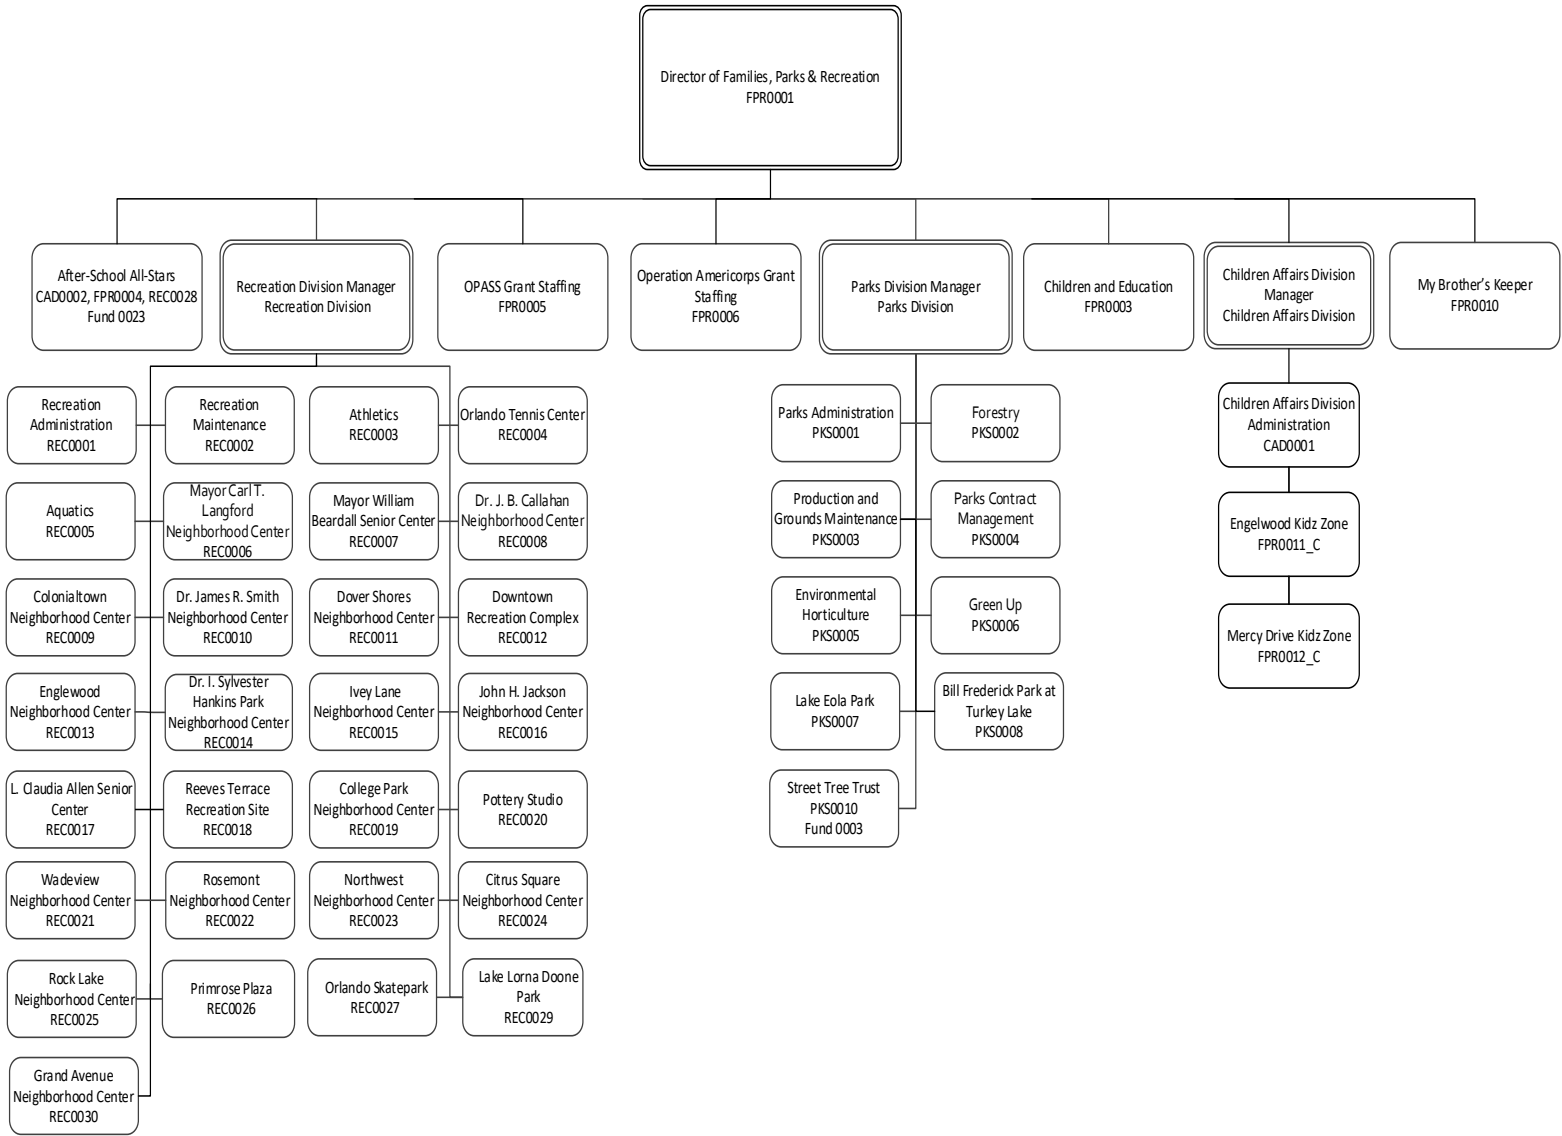 Director of Families, Parks & Recreation
FPR0001
After-School All-Stars
CAD0002, FPR0004, REC0028
Fund 0023
Recreation Division Manager
Recreation Division
OPASS Grant Staffing
FPR0005
Operation Americorps Grant
Staffing
FPR0006
Parks Division Manager
Parks Division
Children and Education
FPR0003
Children Affairs Division
Manager
Children Affairs Division
My Brother’s Keeper
FPR0010
Recreation
Administration
REC0001
Recreation
Maintenance
REC0002
Athletics
REC0003
Orlando Tennis Center
REC0004
Aquatics
REC0005
Mayor Carl T.
Langford
Neighborhood Center
REC0006
Mayor William
Beardall Senior Center
REC0007
Dr. J. B. Callahan
Neighborhood Center
REC0008
Colonialtown
Neighborhood Center
REC0009
Dr. James R. Smith
Neighborhood Center
REC0010
Dover Shores
Neighborhood Center
REC0011
Downtown
Recreation Complex
REC0012
Englewood
Neighborhood Center
REC0013
Dr. I. Sylvester
Hankins Park
Neighborhood Center
REC0014
Ivey Lane
Neighborhood Center
REC0015
John H. Jackson
Neighborhood Center
REC0016
L. Claudia Allen Senior
Center
REC0017
Reeves Terrace
Recreation Site
REC0018
College Park
Neighborhood Center
REC0019
Pottery Studio
REC0020
Wadeview
Neighborhood Center
REC0021
Rosemont
Neighborhood Center
REC0022
Northwest
Neighborhood Center
REC0023
Citrus Square
Neighborhood Center
REC0024
Rock Lake
Neighborhood Center
REC0025
Primrose Plaza
REC0026
Orlando Skatepark
REC0027
Lake Lorna Doone
Park
REC0029
Grand Avenue
Neighborhood Center
REC0030
Parks Administration
PKS0001
Forestry
PKS0002
Production and
Grounds Maintenance
PKS0003
Parks Contract
Management
PKS0004
Environmental
Horticulture
PKS0005
Green Up
PKS0006
Lake Eola Park
PKS0007
Bill Frederick Park at
Turkey Lake
PKS0008
Street Tree Trust
PKS0010
Fund 0003
Children Affairs Division
Administration
CAD0001
Engelwood Kidz Zone
FPR0011_C
Mercy Drive Kidz Zone
FPR0012_C